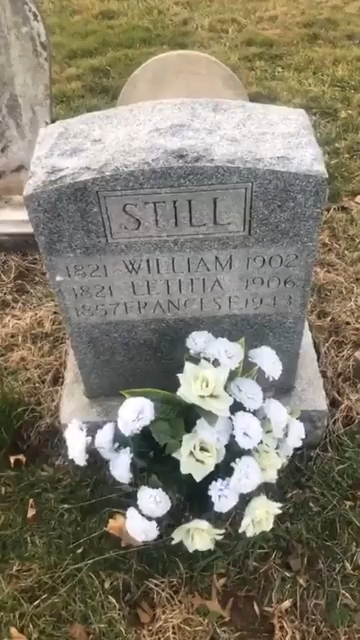 STILL
1821 WILLIAM 1902
1821 LETITIA 1906
1857 FRANCES E. 1943